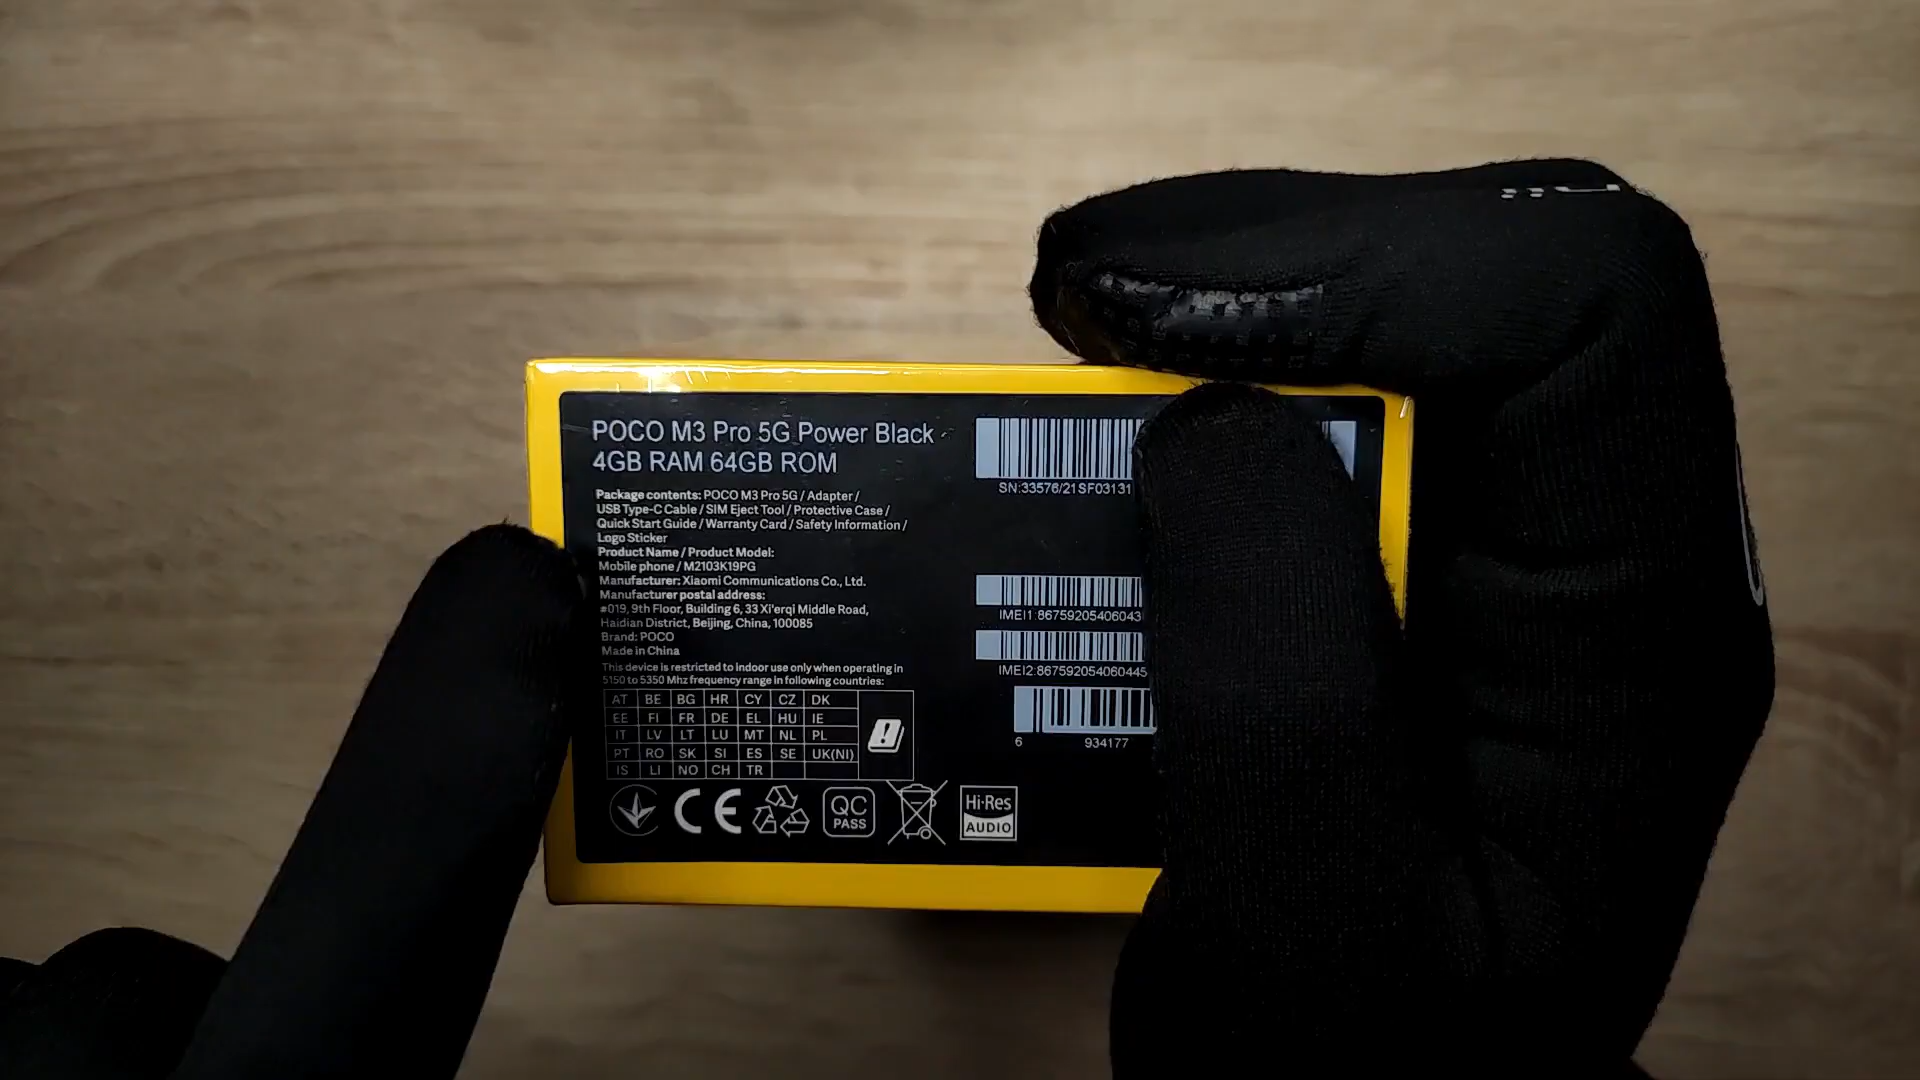 POCO M3 Pro 5G Power Black
4GB RAM 64GB ROM
Package contents: POCO M3 Pro 5G / Adapter /
USB Type-C Cable / SIM Eject Tool / Protective Case /
Quick Start Guide / Warranty Card / Safety Information /
Logo Sticker
Product Name / Product Model:
Mobile phone / M2103K19PG
Manufacturer: Xiaomi Communications Co., Ltd.
Manufacturer postal address:
#019, 9th Floor, Building 6, 33 Xi'erqi Middle Road,
Haidian District, Beijing, China, 100085
Brand: POCO
Made in China
This device is restricted to indoor use only when operating in
5150 to 5350 Mhz frequency range in following countries:
AT BE BG HR CY CZ DK
EE FI FR DE EL HU IE
IT LV LT LU MT NL PL
PT RO SK SI ES SE UK(NI)
IS LI NO CH TR
CE
QC
PASS
Hi-Res
AUDIO
SN:33576/21SF03131
IMEI1:86759205406043
IMEI2:867592054060445
6 934177